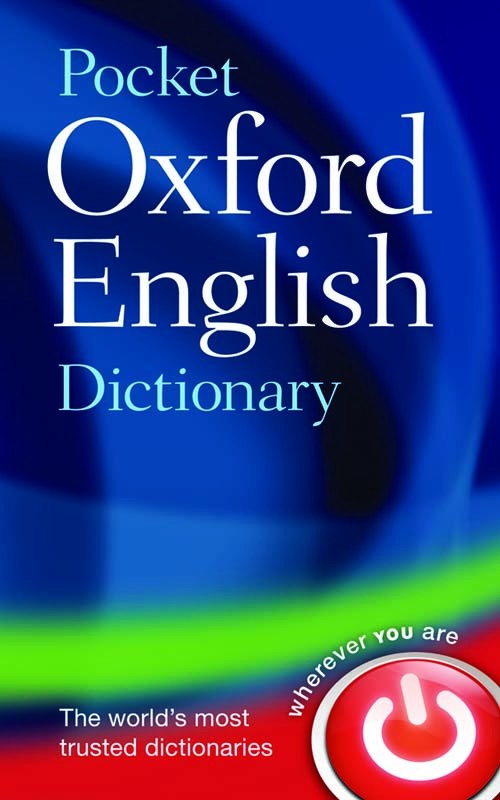 Pocket
Oxford
English
Dictionary
wherever YOU are
The world's most
trusted dictionaries